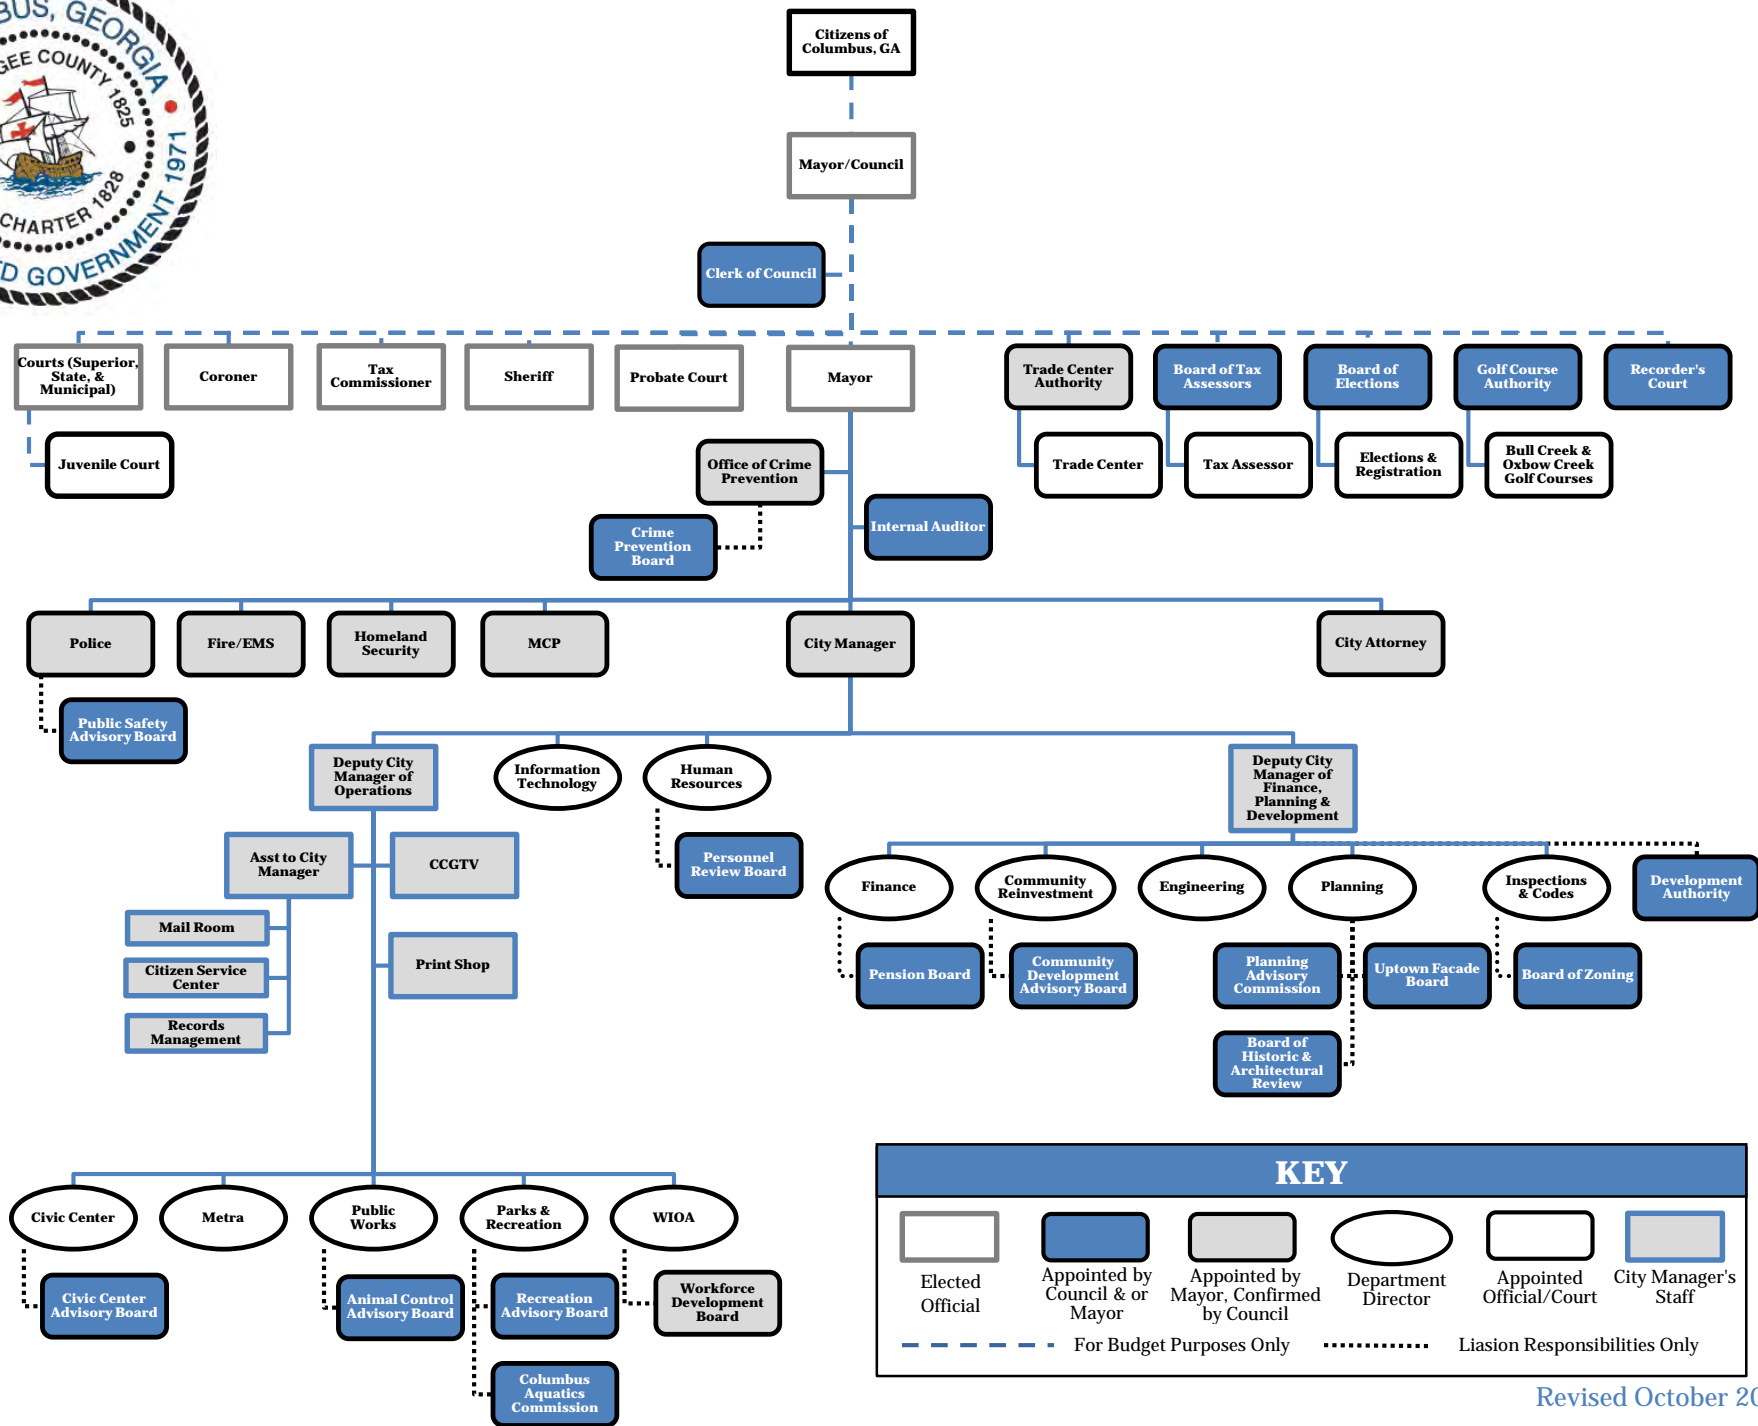 GEORGIA
COUNTY 1825
CHARTER 1828
GOVERNMENT 1971
Citizens of
Columbus, GA
Mayor/Council
Clerk of Council
Courts (Superior,
State, &
Municipal)
Coroner
Tax
Commissioner
Sheriff
Probate Court
Mayor
Trade Center
Authority
Board of Tax
Assessors
Board of
Elections
Golf Course
Authority
Recorder's
Court
Juvenile Court
Office of Crime
Prevention
Trade Center
Tax Assessor
Elections &
Registration
Bull Creek &
Oxbow Creek
Golf Courses
Crime
Prevention
Board
Internal Auditor
Police
Fire/EMS
Homeland
Security
MCP
City Manager
City Attorney
Public Safety
Advisory Board
Deputy City
Manager of
Operations
Information
Technology
Human
Resources
Deputy City
Manager of
Finance,
Planning &
Development
Asst to City
Manager
CCGTV
Personnel
Review Board
Finance
Community
Reinvestment
Engineering
Planning
Inspections
& Codes
Development
Authority
Mail Room
Citizen Service
Center
Records
Management
Print Shop
Pension Board
Community
Development
Advisory Board
Planning
Advisory
Commission
Uptown Facade
Board
Board of Zoning
Board of
Historic &
Architectural
Review
Civic Center
Metra
Public
Works
Parks &
Recreation
WIOA
Civic Center
Advisory Board
Animal Control
Advisory Board
Recreation
Advisory Board
Workforce
Development
Board
Columbus
Aquatics
Commission
KEY
Elected
Official
Appointed by
Council & or
Mayor
Appointed by
Mayor, Confirmed
by Council
Department
Director
Appointed
Official/Court
City Manager's
Staff
For Budget Purposes Only
Liasion Responsibilities Only
Revised October